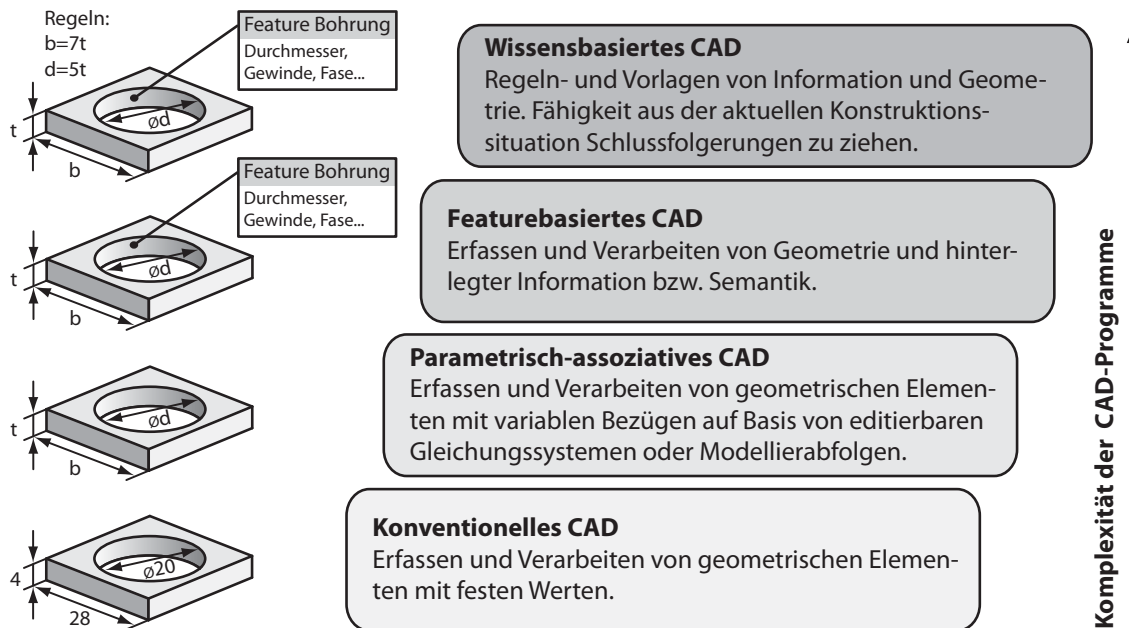 Regeln:
b=7t
d=5t
Feature Bohrung
Durchmesser,
Gewinde, Fase...
t
b
ød
Wissensbasiertes CAD
Regeln- und Vorlagen von Information und Geome-
trie. Fähigkeit aus der aktuellen Konstruktions-
situation Schlussfolgerungen zu ziehen.
Feature Bohrung
Durchmesser,
Gewinde, Fase...
t
b
ød
Featurebasiertes CAD
Erfassen und Verarbeiten von Geometrie und hinter-
legter Information bzw. Semantik.
t
b
ød
Parametrisch-assoziatives CAD
Erfassen und Verarbeiten von geometrischen Elemen-
ten mit variablen Bezügen auf Basis von editierbaren
Gleichungssystemen oder Modellierabfolgen.
4
28
ø20
Konventionelles CAD
Erfassen und Verarbeiten von geometrischen Elemen-
ten mit festen Werten.
Komplexität der CAD-Programme